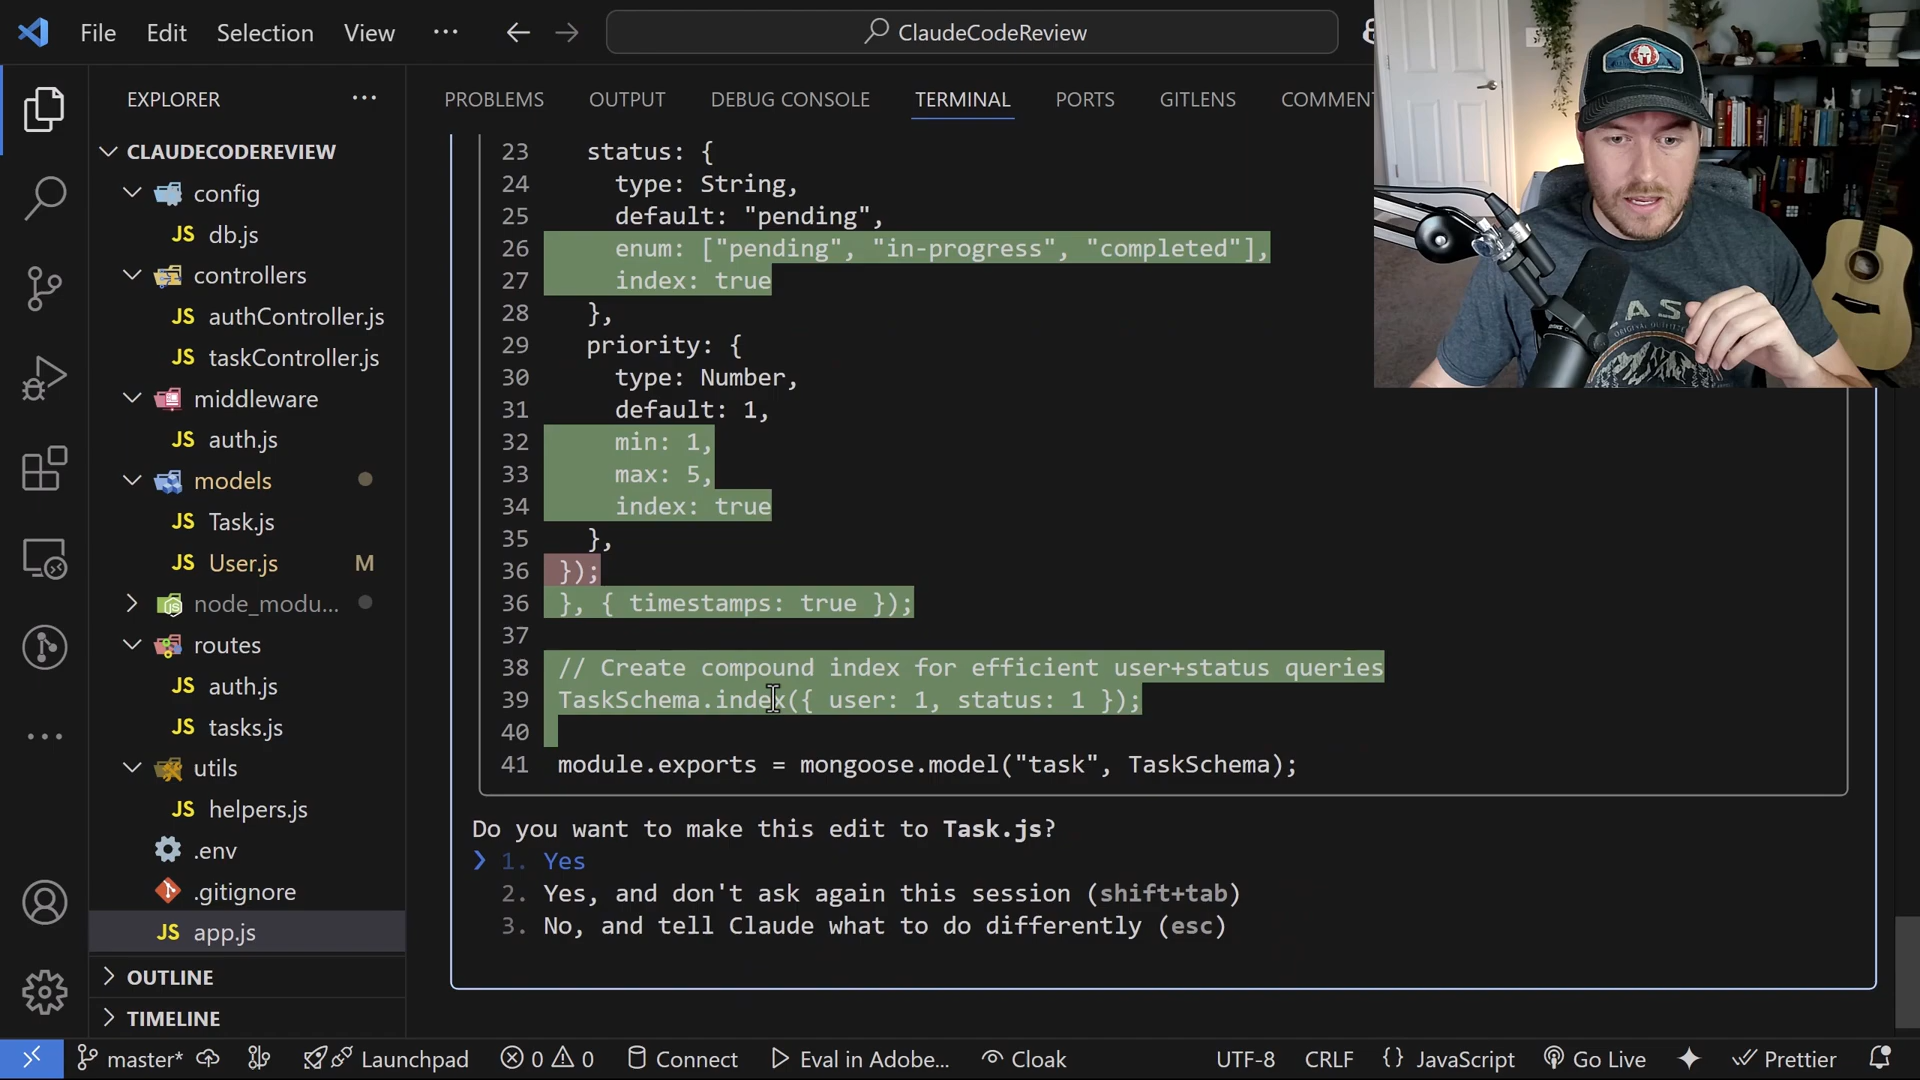 File Edit Selection View ··· ClaudeCodeReview
EXPLORER
CLAUDECODEREVIEW
config
JS db.js
controllers
JS authController.js
JS taskController.js
middleware
JS auth.js
models
JS Task.js
JS User.js M
node_modu...
routes
JS auth.js
JS tasks.js
utils
JS helpers.js
.env
.gitignore
JS app.js
OUTLINE
TIMELINE
PROBLEMS OUTPUT DEBUG CONSOLE TERMINAL PORTS GITLENS COMMEN
23 status: {
24 type: String,
25 default: "pending",
26 enum: ["pending", "in-progress", "completed"],
27 index: true
28 },
29 priority: {
30 type: Number,
31 default: 1,
32 min: 1,
33 max: 5,
34 index: true
35 },
36 });
36 }, { timestamps: true });
37
38 // Create compound index for efficient user+status queries
39 TaskSchema.index({ user: 1, status: 1 });
40
41 module.exports = mongoose.model("task", TaskSchema);
Do you want to make this edit to Task.js?
❯ 1. Yes
2. Yes, and don't ask again this session (shift+tab)
3. No, and tell Claude what to do differently (esc)
master* Launchpad 0 0 Connect Eval in Adobe... Cloak UTF-8 CRLF {} JavaScript Go Live Prettier